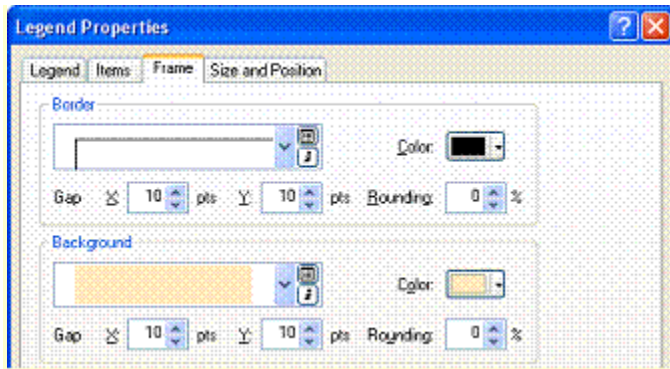 Legend Properties
Legend Items Frame Size and Position
Border
Color:
Gap X: 10 pts Y: 10 pts Rounding: 0 %
Background
Color:
Gap X: 10 pts Y: 10 pts Rounding: 0 %